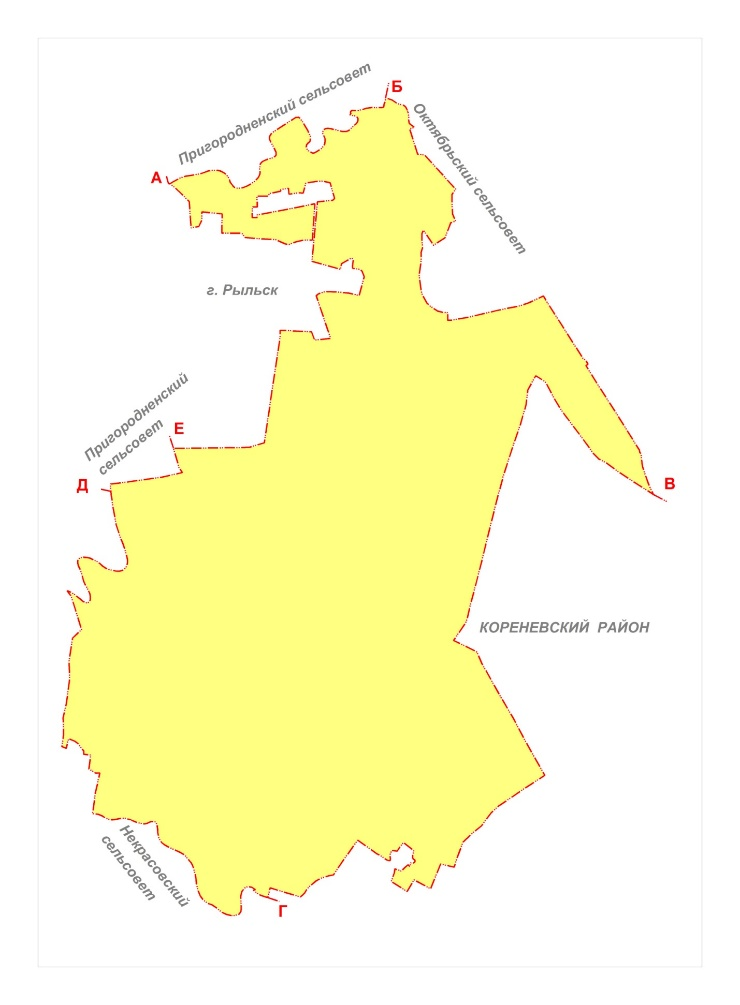 Пригородненский сельсовет
Б
Октябрьский сельсовет
А
г. Рыльск
Пригородненский
сельсовет
Е
Д
В
КОРЕНЕВСКИЙ РАЙОН
Некрасовский
сельсовет
Г